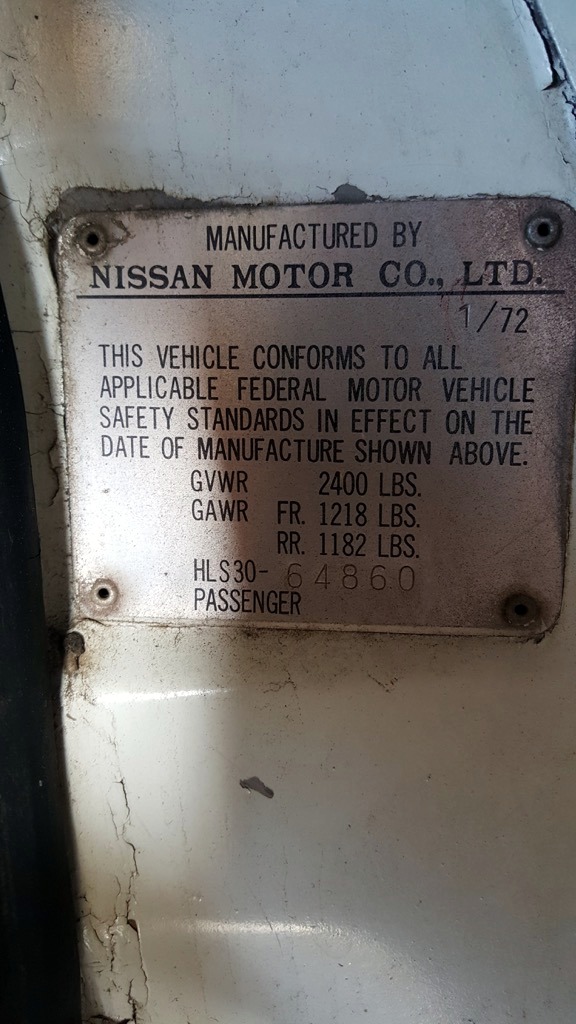 MANUFACTURED BY
NISSAN MOTOR CO., LTD.
1/72
THIS VEHICLE CONFORMS TO ALL
APPLICABLE FEDERAL MOTOR VEHICLE
SAFETY STANDARDS IN EFFECT ON THE
DATE OF MANUFACTURE SHOWN ABOVE.
GVWR 2400 LBS.
GAWR FR. 1218 LBS.
RR. 1182 LBS.
HLS30- 64860
PASSENGER